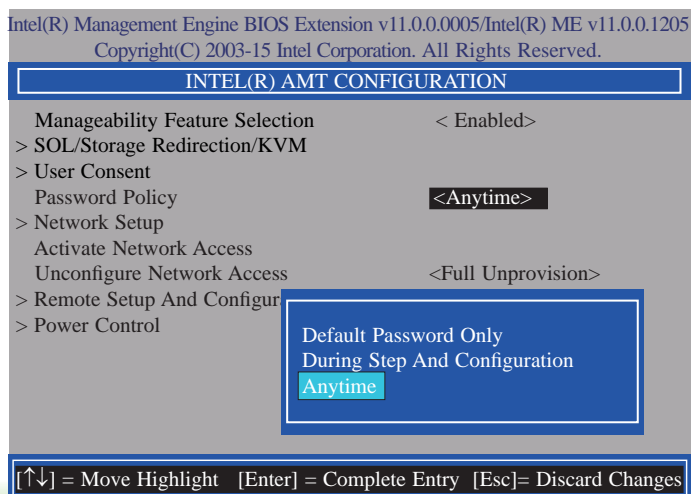 Intel(R) Management Engine BIOS Extension v11.0.0.0005/Intel(R) ME v11.0.0.1205
Copyright(C) 2003-15 Intel Corporation. All Rights Reserved.
INTEL(R) AMT CONFIGURATION
Manageability Feature Selection < Enabled>
> SOL/Storage Redirection/KVM
> User Consent
Password Policy <Anytime>
> Network Setup
Activate Network Access
Unconfigure Network Access <Full Unprovision>
> Remote Setup And Configur
> Power Control
Default Password Only
During Step And Configuration
Anytime
[↑↓] = Move Highlight [Enter] = Complete Entry [Esc]= Discard Changes